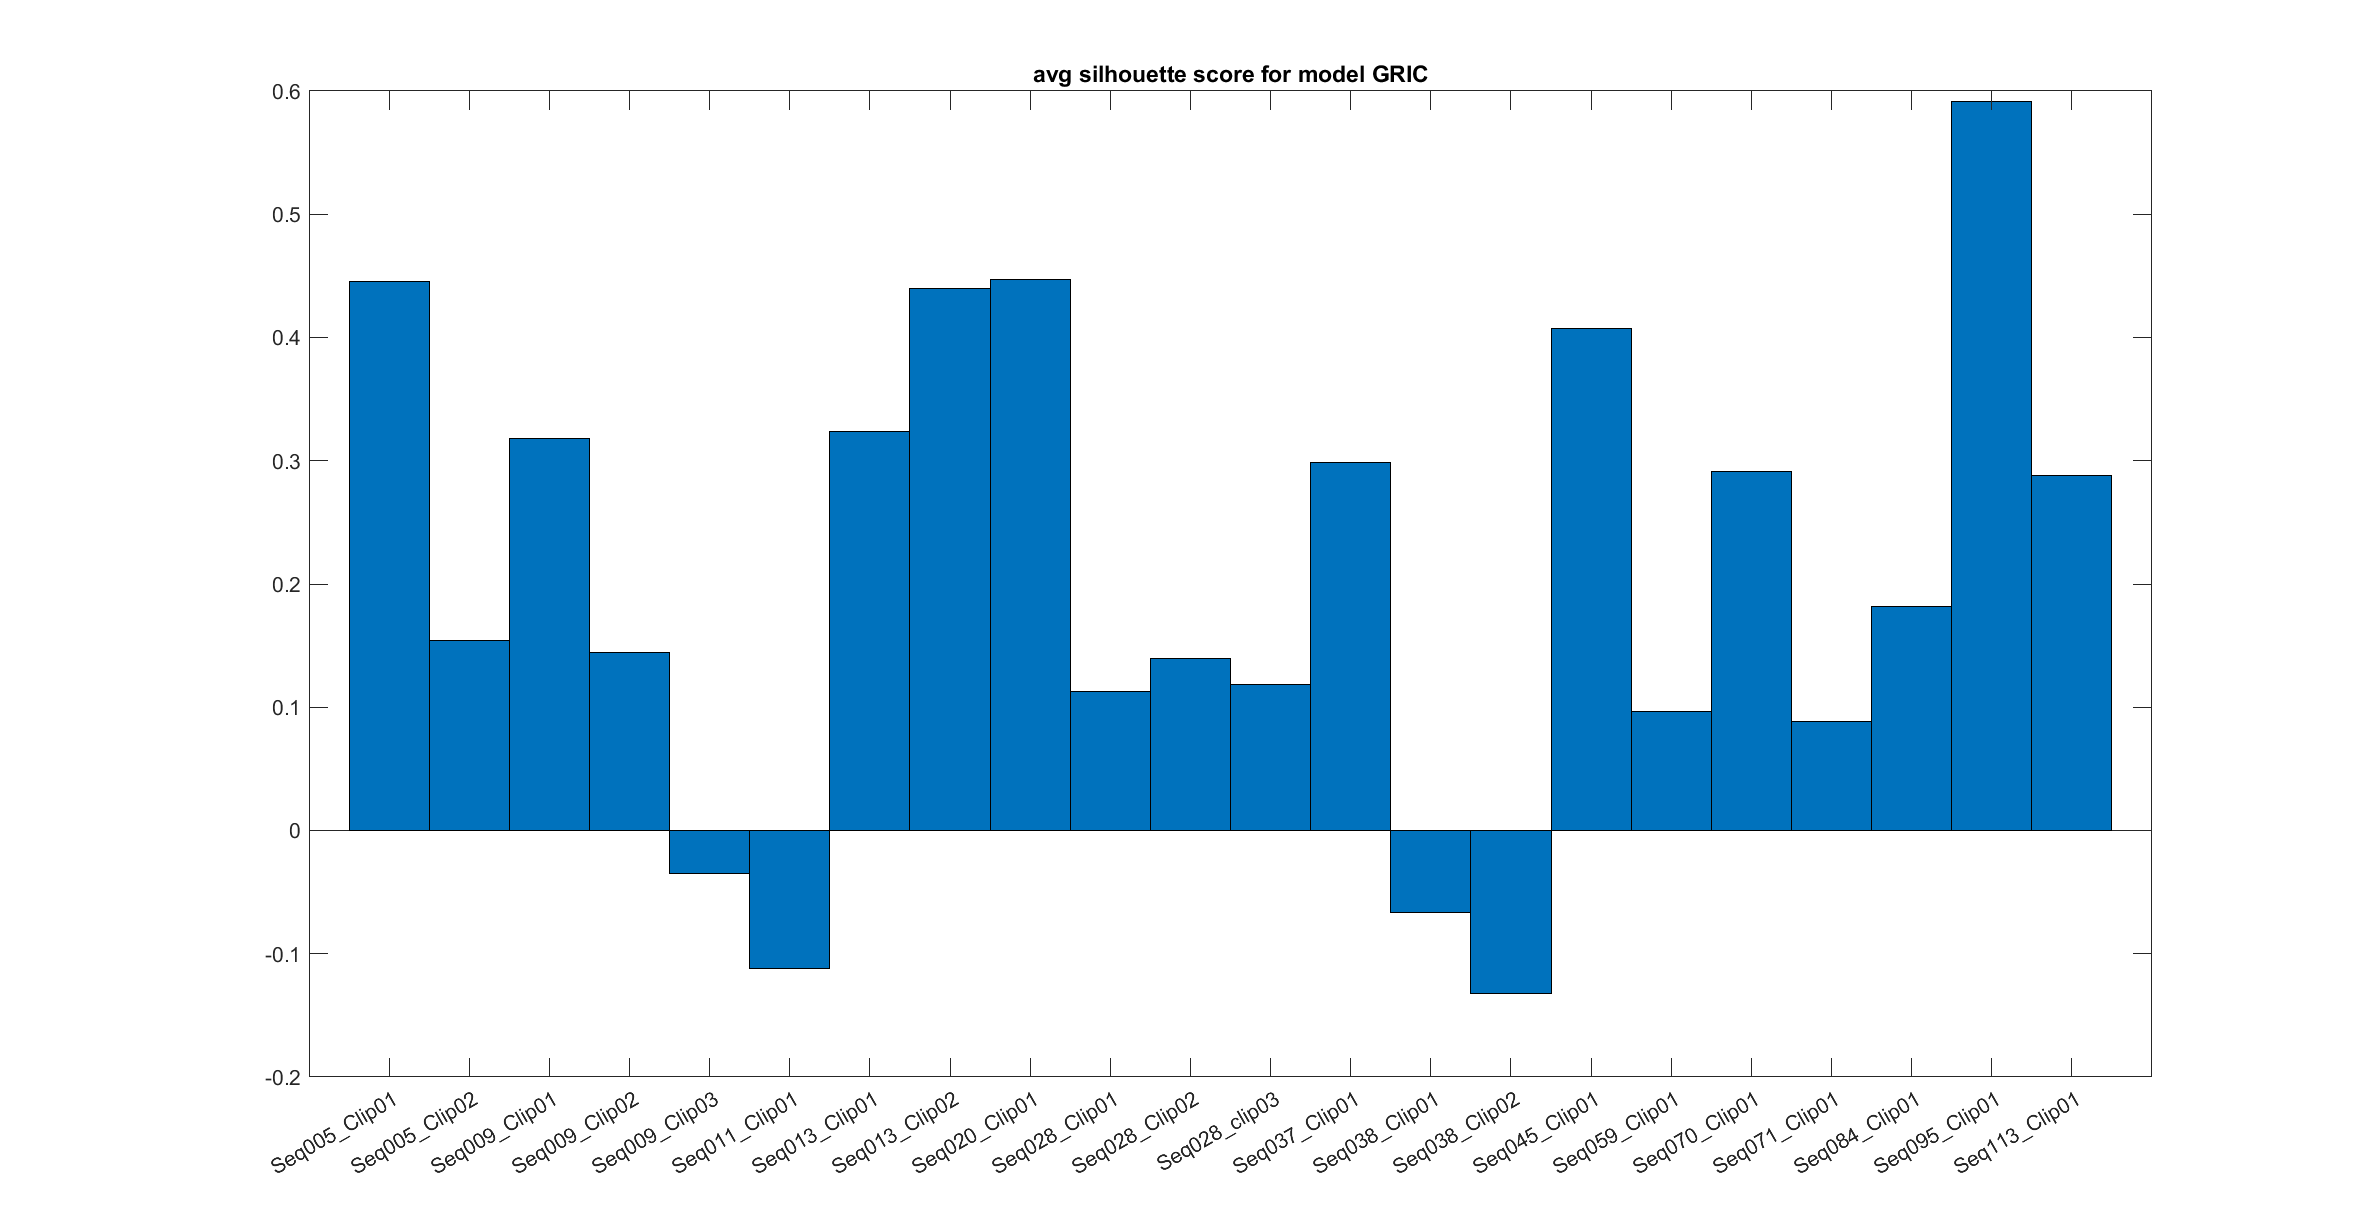 avg silhouette score for model GRIC
0.6
0.5
0.4
0.3
0.2
0.1
0
-0.1
-0.2
Seq005_Clip01
Seq005_Clip02
Seq009_Clip01
Seq009_Clip02
Seq009_Clip03
Seq011_Clip01
Seq013_Clip01
Seq013_Clip02
Seq020_Clip01
Seq028_Clip01
Seq028_Clip02
Seq028_clip03
Seq037_Clip01
Seq038_Clip01
Seq038_Clip02
Seq045_Clip01
Seq059_Clip01
Seq070_Clip01
Seq071_Clip01
Seq084_Clip01
Seq095_Clip01
Seq113_Clip01